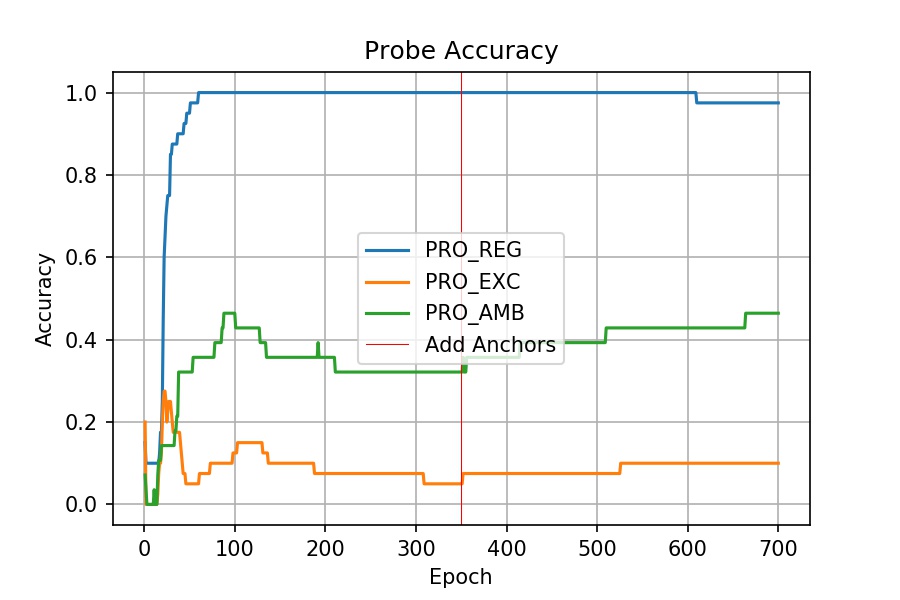 Probe Accuracy
1.0
0.8
0.6
0.4
0.2
0.0
Accuracy
PRO_REG
PRO_EXC
PRO_AMB
Add Anchors
0 100 200 300 400 500 600 700
Epoch